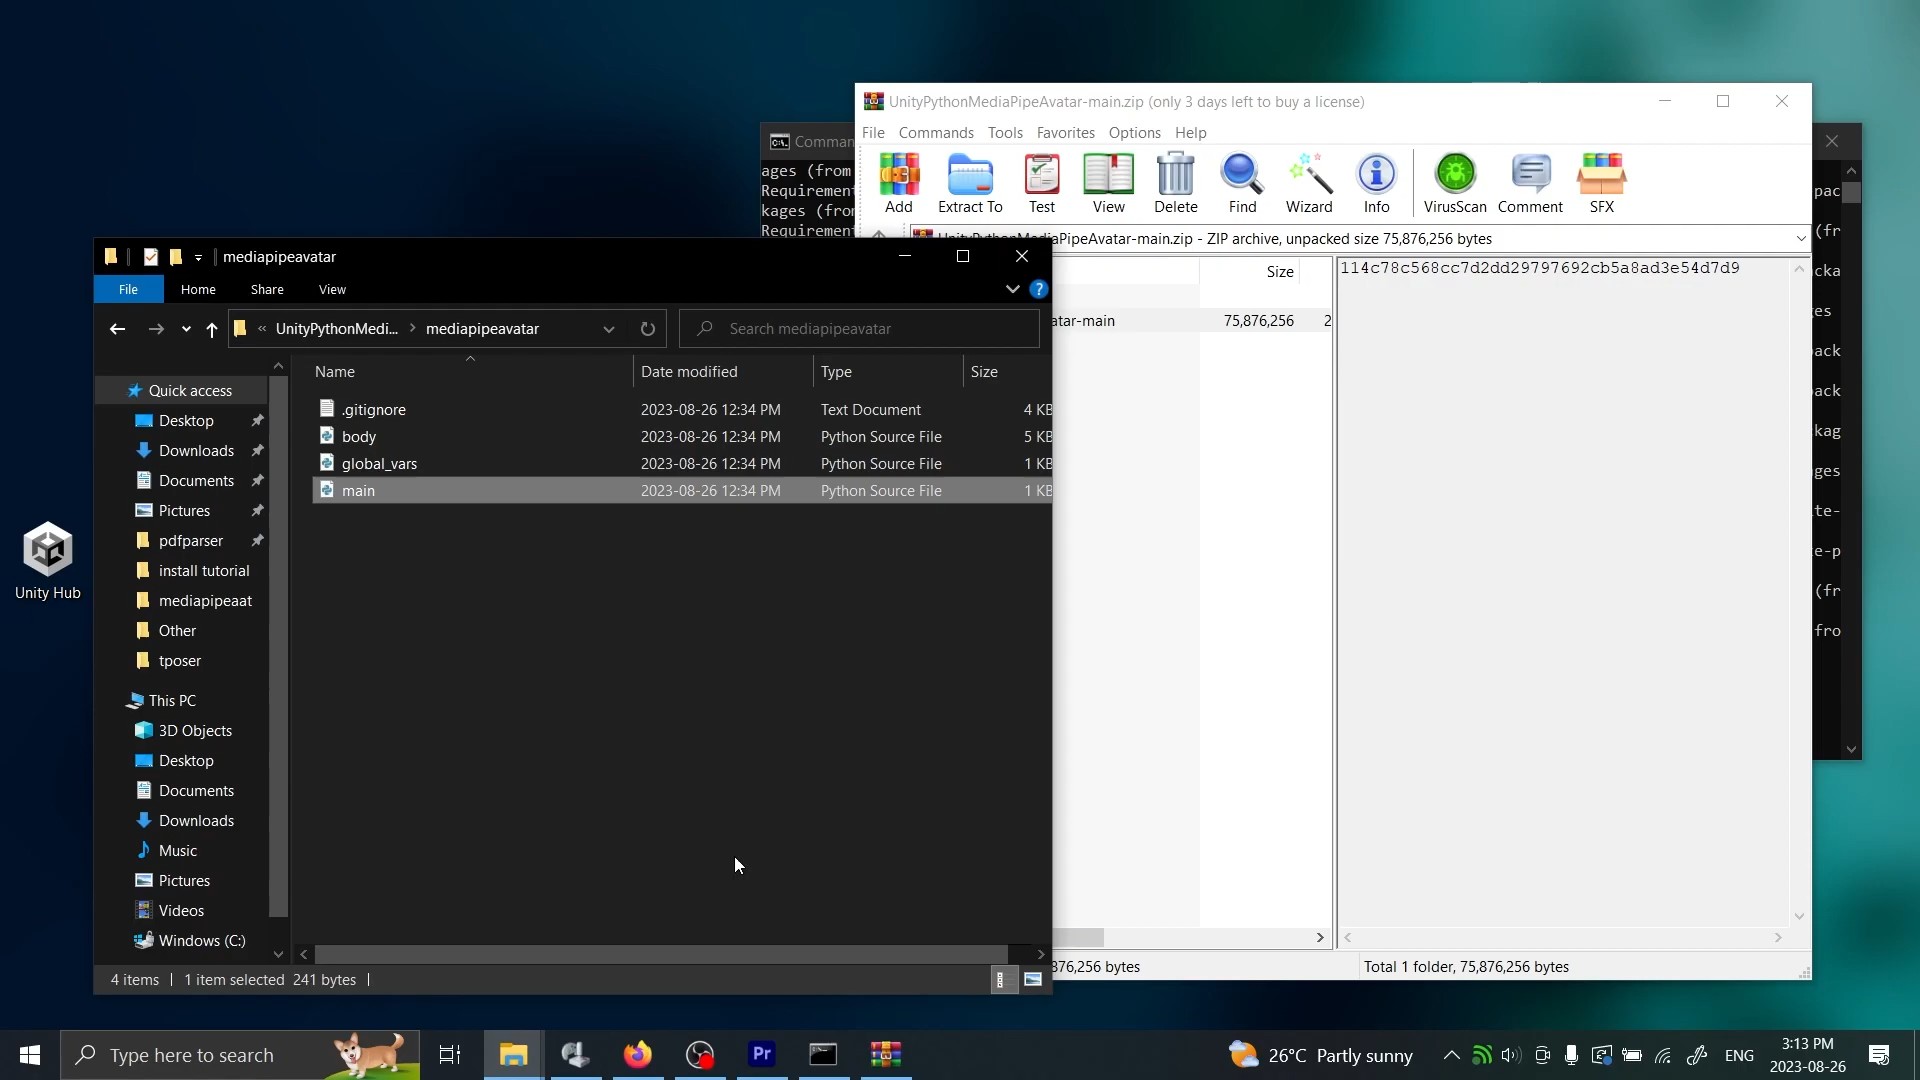 UnityPythonMediaPipeAvatar-main.zip (only 3 days left to buy a license)
File Commands Tools Favorites Options Help
Add Extract To Test View Delete Find Wizard Info VirusScan Comment SFX
UnityPythonMediaPipeAvatar-main.zip - ZIP archive, unpacked size 75,876,256 bytes
Size
114c78c568cc7d2dd29797692cb5a8ad3e54d7d9
atar-main 75,876,256 2
876,256 bytes
Total 1 folder, 75,876,256 bytes
Comman
ages (from
Requirement
kages (from
Requirement
pac
(fr
cka
es
ack
ack
kag
ges
te-
e-p
(fr
fro
mediapipeavatar
File Home Share View
« UnityPythonMedi... > mediapipeavatar
Search mediapipeavatar
Name Date modified Type Size
.gitignore 2023-08-26 12:34 PM Text Document 4 KB
body 2023-08-26 12:34 PM Python Source File 5 KB
global_vars 2023-08-26 12:34 PM Python Source File 1 KB
main 2023-08-26 12:34 PM Python Source File 1 KB
Quick access
Desktop
Downloads
Documents
Pictures
pdfparser
install tutorial
mediapipeaat
Other
tposer
This PC
3D Objects
Desktop
Documents
Downloads
Music
Pictures
Videos
Windows (C:)
4 items 1 item selected 241 bytes
Unity Hub
Type here to search
Pr
26°C Partly sunny
ENG
3:13 PM
2023-08-26